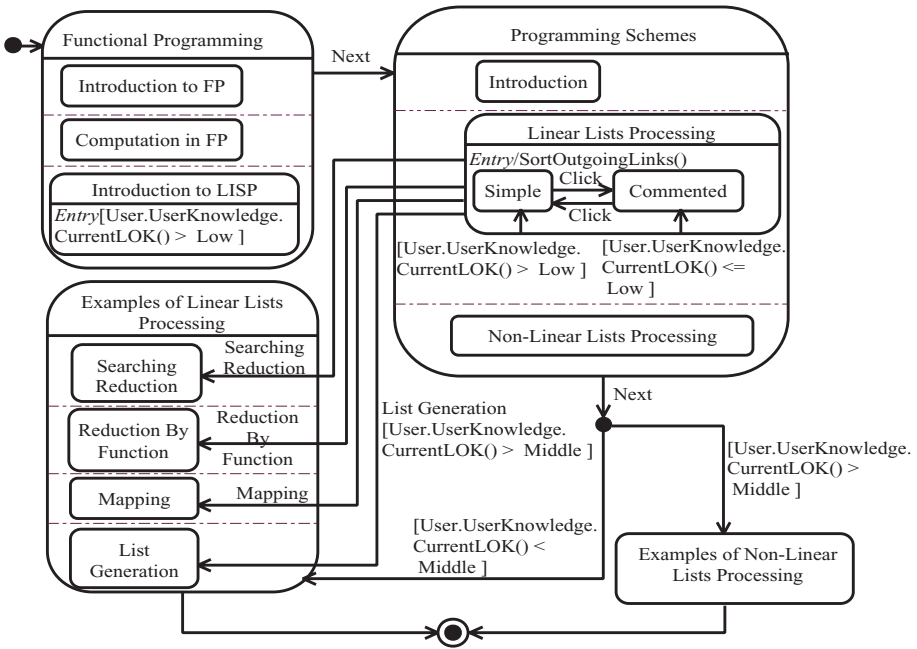 Functional Programming
Introduction to FP
Computation in FP
Introduction to LISP
Entry[User.UserKnowledge.
CurrentLOK() > Low ]
Next
Programming Schemes
Introduction
Linear Lists Processing
Entry/SortOutgoingLinks()
Simple
Click
Commented
Click
[User.UserKnowledge.
CurrentLOK() > Low ]
[User.UserKnowledge.
CurrentLOK() <=
Low ]
Non-Linear Lists Processing
Examples of Linear Lists
Processing
Searching
Reduction
Searching
Reduction
Reduction By
Function
Reduction
By
Function
Mapping
Mapping
List
Generation
List Generation
[User.UserKnowledge.
CurrentLOK() > Middle ]
Next
[User.UserKnowledge.
CurrentLOK() >
Middle ]
[User.UserKnowledge.
CurrentLOK() <
Middle ]
Examples of Non-Linear
Lists Processing